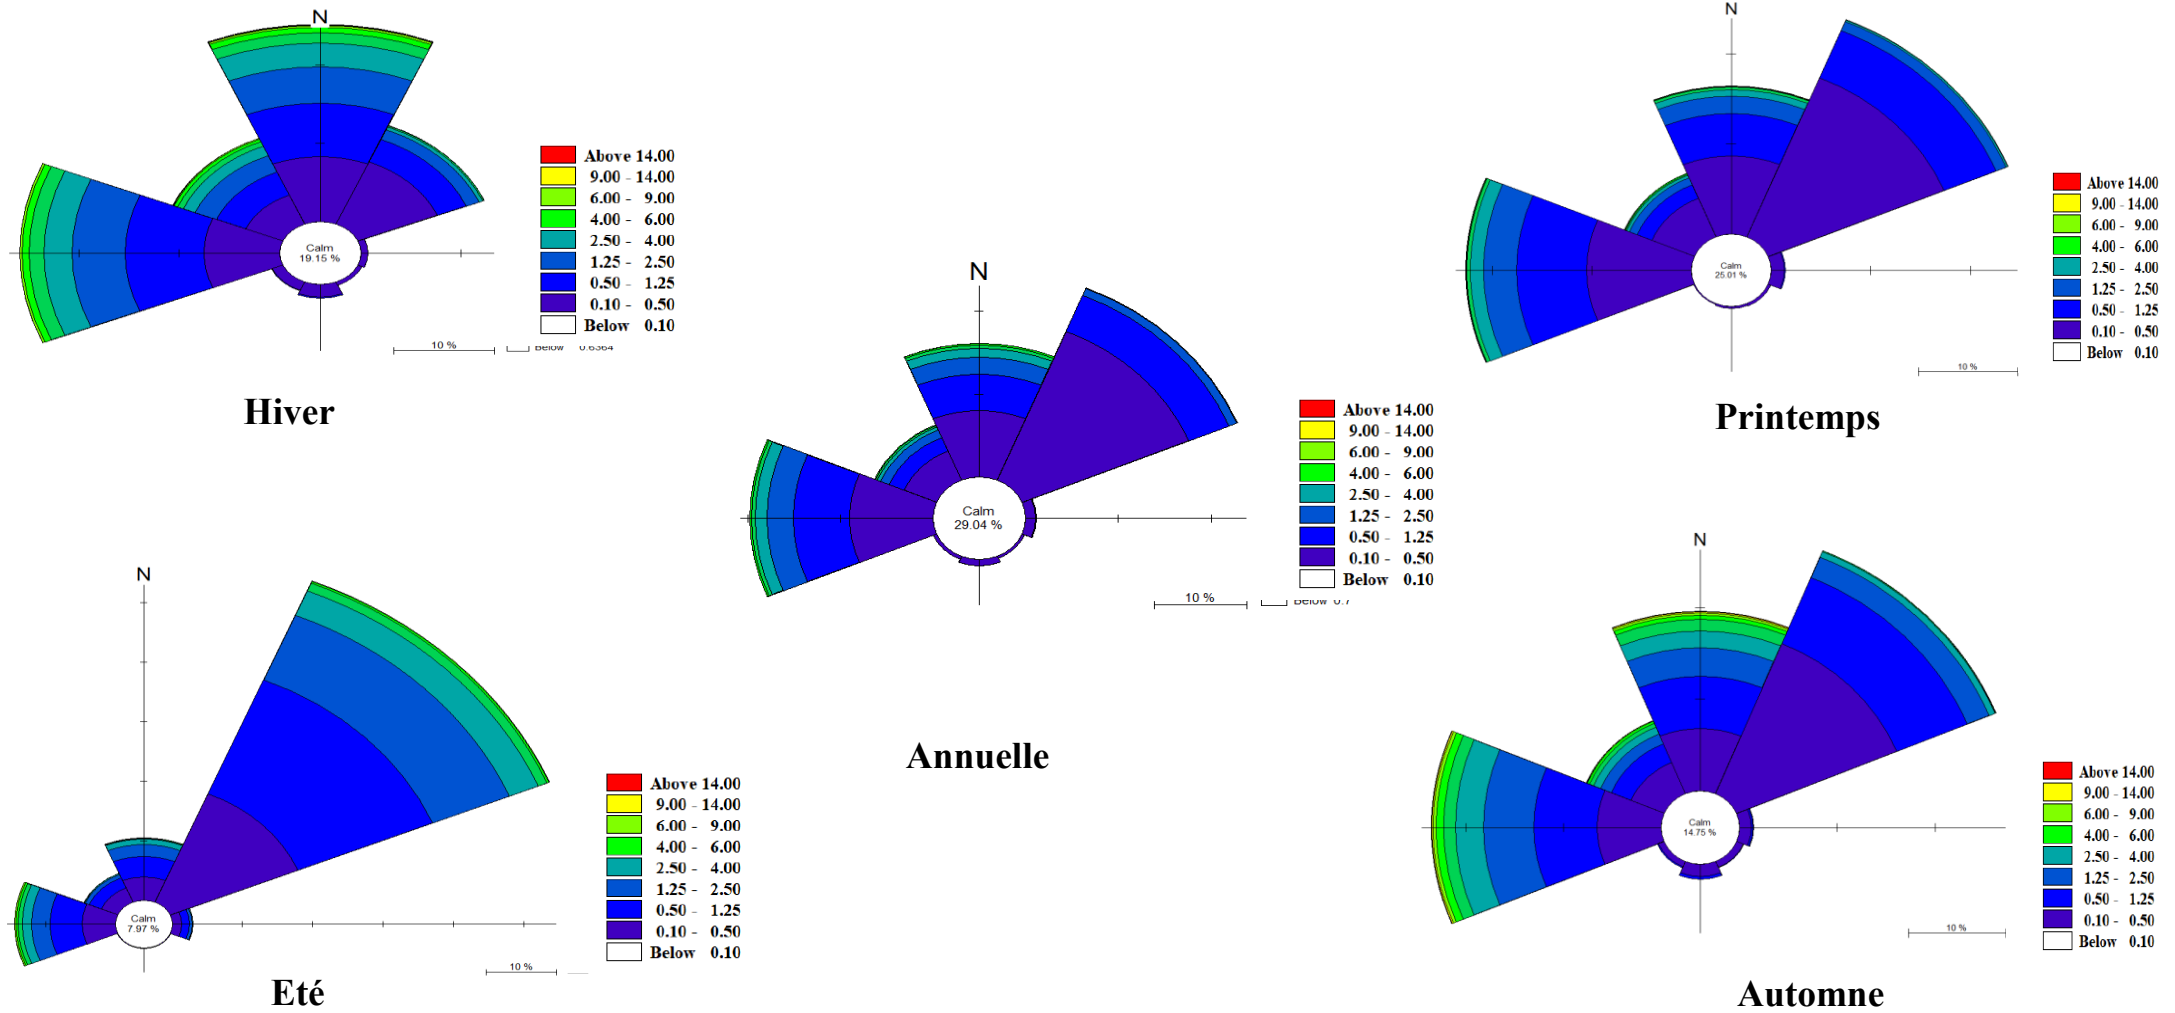 N
Calm
19.15 %
10 %
Above 14.00
9.00 - 14.00
6.00 - 9.00
4.00 - 6.00
2.50 - 4.00
1.25 - 2.50
0.50 - 1.25
0.10 - 0.50
Below 0.10
Below 0.6364
Hiver
N
Calm
25.01 %
10 %
Above 14.00
9.00 - 14.00
6.00 - 9.00
4.00 - 6.00
2.50 - 4.00
1.25 - 2.50
0.50 - 1.25
0.10 - 0.50
Below 0.10
Printemps
N
Calm
29.04 %
10 %
Above 14.00
9.00 - 14.00
6.00 - 9.00
4.00 - 6.00
2.50 - 4.00
1.25 - 2.50
0.50 - 1.25
0.10 - 0.50
Below 0.10
Below 0.7
Annuelle
N
Calm
7.97 %
10 %
Above 14.00
9.00 - 14.00
6.00 - 9.00
4.00 - 6.00
2.50 - 4.00
1.25 - 2.50
0.50 - 1.25
0.10 - 0.50
Below 0.10
Eté
N
Calm
14.75 %
10 %
Above 14.00
9.00 - 14.00
6.00 - 9.00
4.00 - 6.00
2.50 - 4.00
1.25 - 2.50
0.50 - 1.25
0.10 - 0.50
Below 0.10
Automne